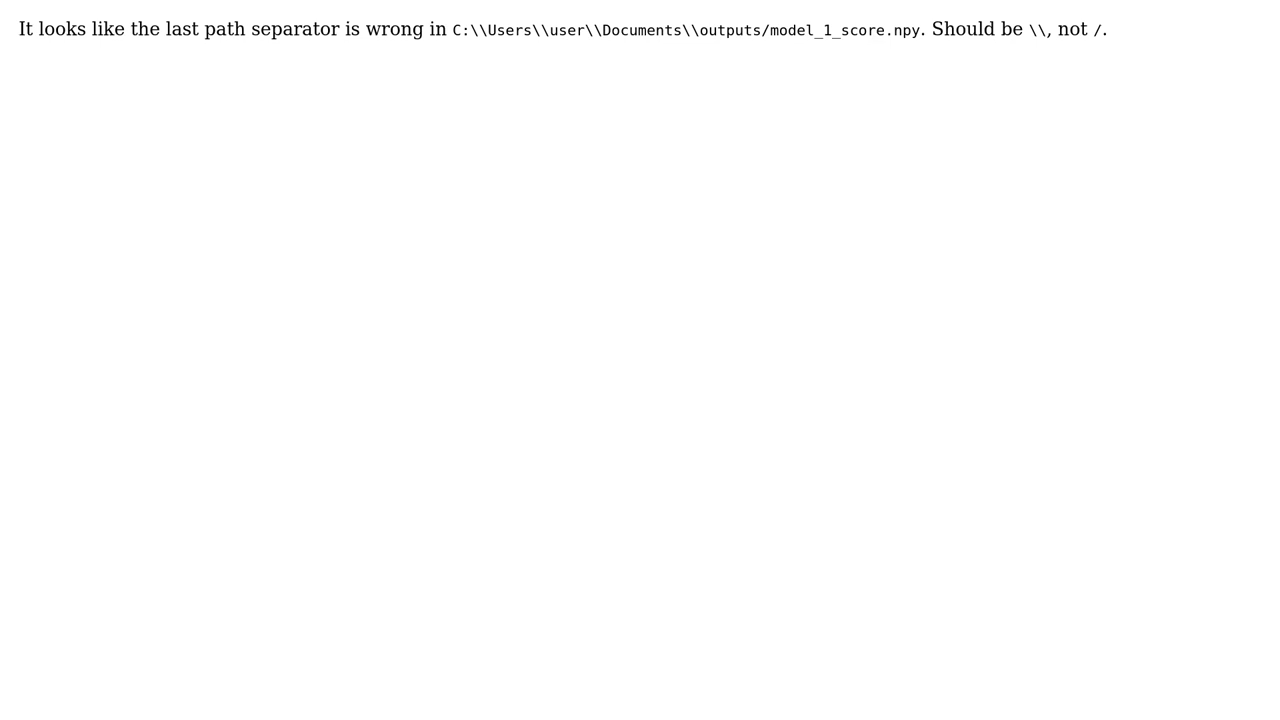 It looks like the last path separator is wrong in C:\\Users\\user\\Documents\\outputs/model_1_score.npy. Should be \\, not /.